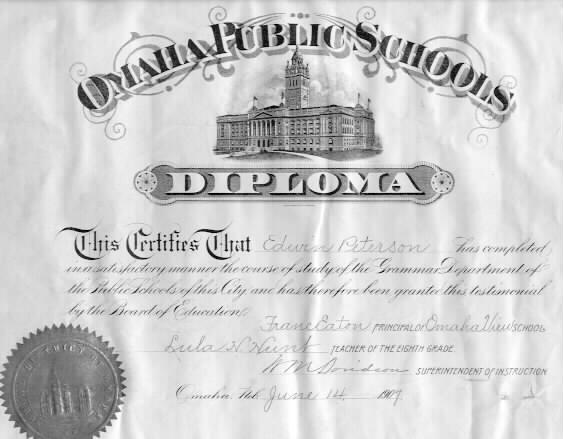 OMAHA PUBLIC SCHOOLS
DIPLOMA
This Certifies That Edwin Peterson has completed
in a satisfactory manner the course of study of the Grammar Department of
the Public Schools of this City and has therefore been granted this testimonial
by the Board of Education.
Eaton PRINCIPAL OF Omaha View SCHOOL
Lula N Hunt TEACHER OF THE EIGHTH GRADE.
W M Davidson SUPERINTENDENT OF INSTRUCTION
Omaha, Neb. June 14, 1907